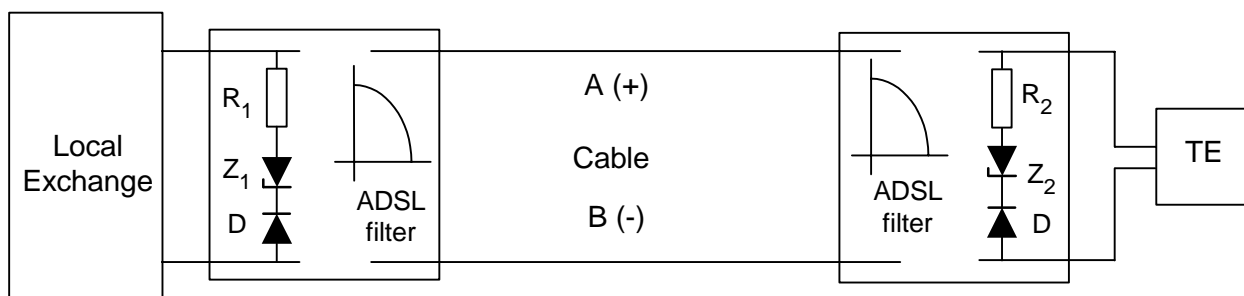 Local
Exchange
R1
Z1
D
ADSL
filter
A (+)
Cable
B (-)
ADSL
filter
R2
Z2
D
TE